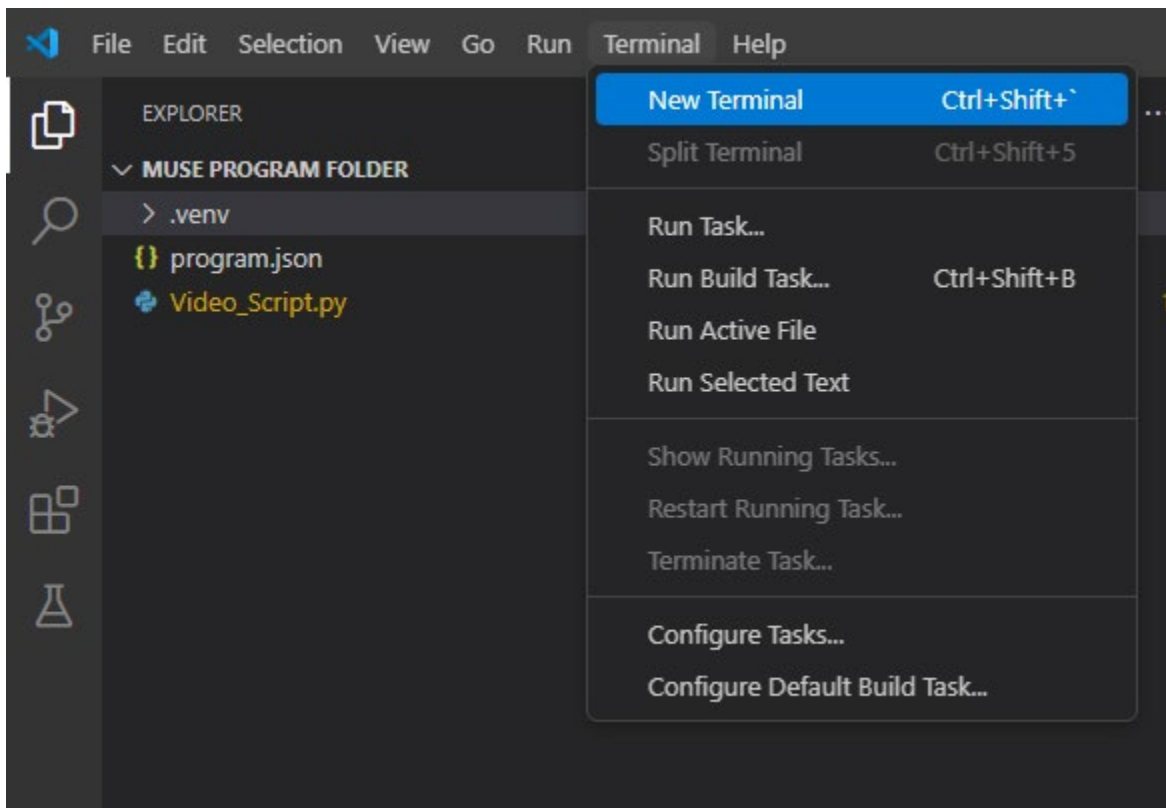 File Edit Selection View Go Run Terminal Help
EXPLORER
MUSE PROGRAM FOLDER
.venv
{} program.json
Video_Script.py
New Terminal Ctrl+Shift+`
Split Terminal Ctrl+Shift+5
Run Task...
Run Build Task... Ctrl+Shift+B
Run Active File
Run Selected Text
Show Running Tasks...
Restart Running Task...
Terminate Task...
Configure Tasks...
Configure Default Build Task...